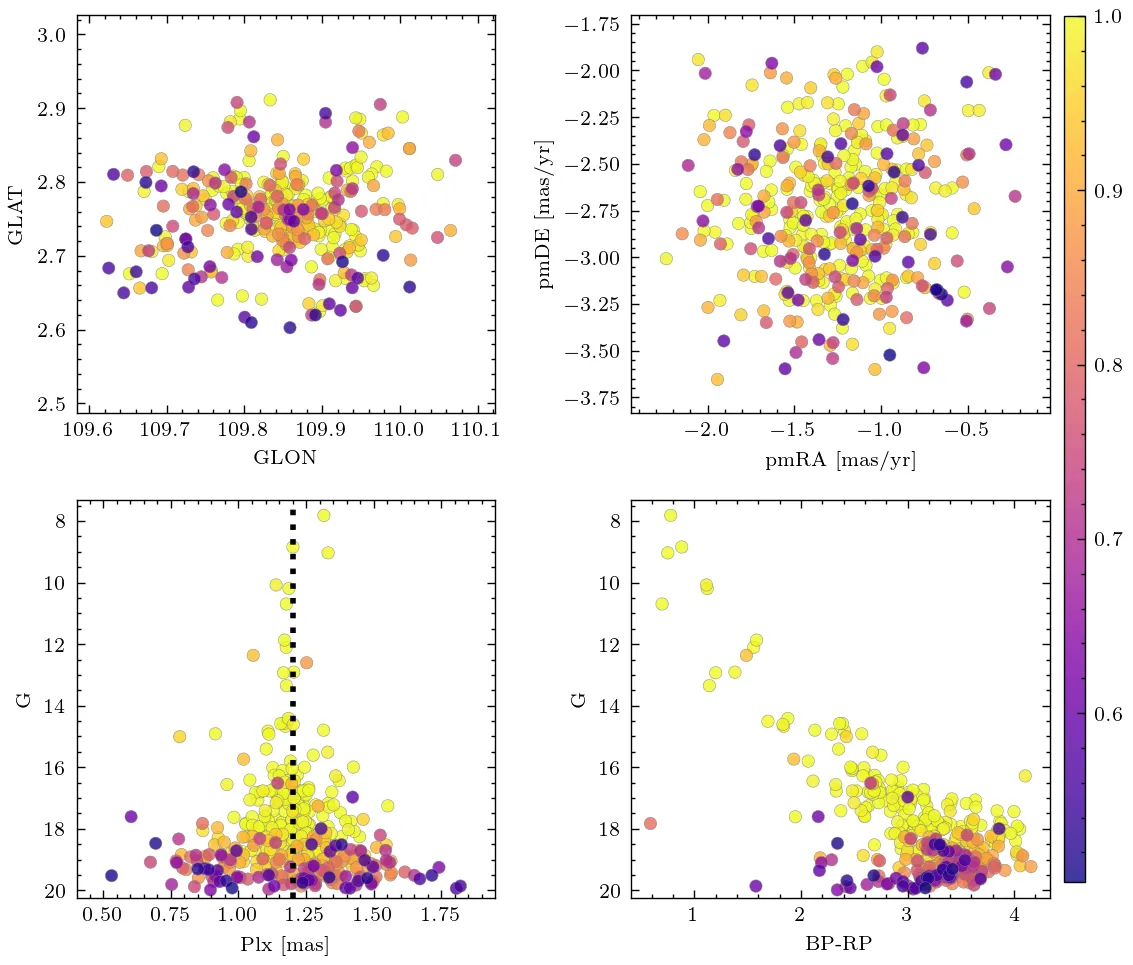 3.0
2.9
2.8
2.7
2.6
2.5
GLAT
109.6 109.7 109.8 109.9 110.0 110.1
GLON
−1.75
−2.00
−2.25
−2.50
−2.75
−3.00
−3.25
−3.50
−3.75
pmDE [mas/yr]
−2.0 −1.5 −1.0 −0.5
pmRA [mas/yr]
8
10
12
14
16
18
20
G
0.50 0.75 1.00 1.25 1.50 1.75
Plx [mas]
8
10
12
14
16
18
20
G
1 2 3 4
BP-RP
1.0
0.9
0.8
0.7
0.6